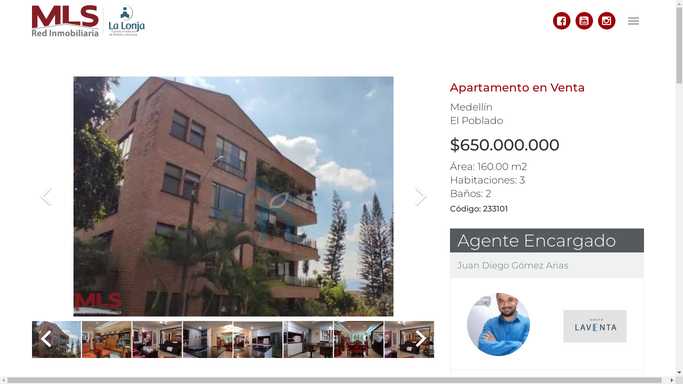 MLS
Red Inmobiliaria
La Lonja
Apartamento en Venta
Medellín
El Poblado
$650.000.000
Área: 160.00 m2
Habitaciones: 3
Baños: 2
Código: 233101
MLS
Agente Encargado
Juan Diego Gómez Arias
LAVENTA